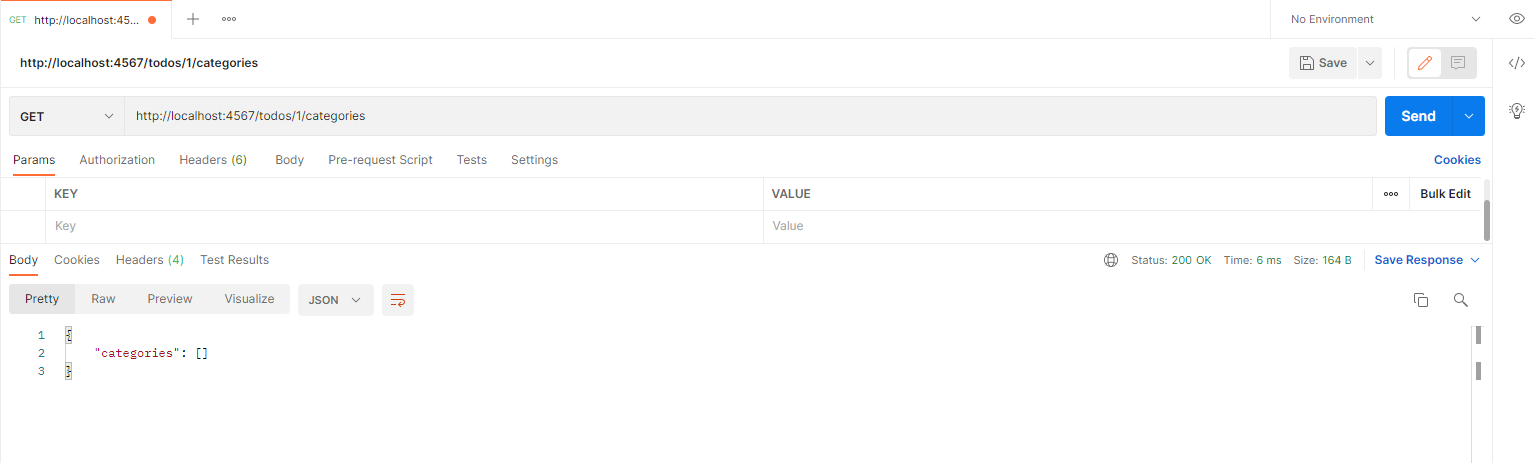 GET http://localhost:45... No Environment
http://localhost:4567/todos/1/categories Save
GET http://localhost:4567/todos/1/categories Send
Params Authorization Headers (6) Body Pre-request Script Tests Settings Cookies
KEY VALUE Bulk Edit
Key Value
Body Cookies Headers (4) Test Results Status: 200 OK Time: 6 ms Size: 164 B Save Response
Pretty Raw Preview Visualize JSON
1 {
2 "categories": []
3 }